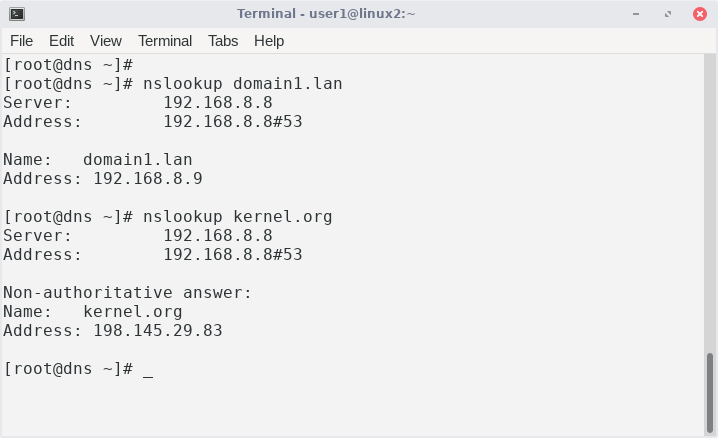 Terminal - user1@linux2:~
File Edit View Terminal Tabs Help
[root@dns ~]#
[root@dns ~]# nslookup domain1.lan
Server:         192.168.8.8
Address:        192.168.8.8#53

Name:   domain1.lan
Address: 192.168.8.9

[root@dns ~]# nslookup kernel.org
Server:         192.168.8.8
Address:        192.168.8.8#53

Non-authoritative answer:
Name:   kernel.org
Address: 198.145.29.83

[root@dns ~]# _